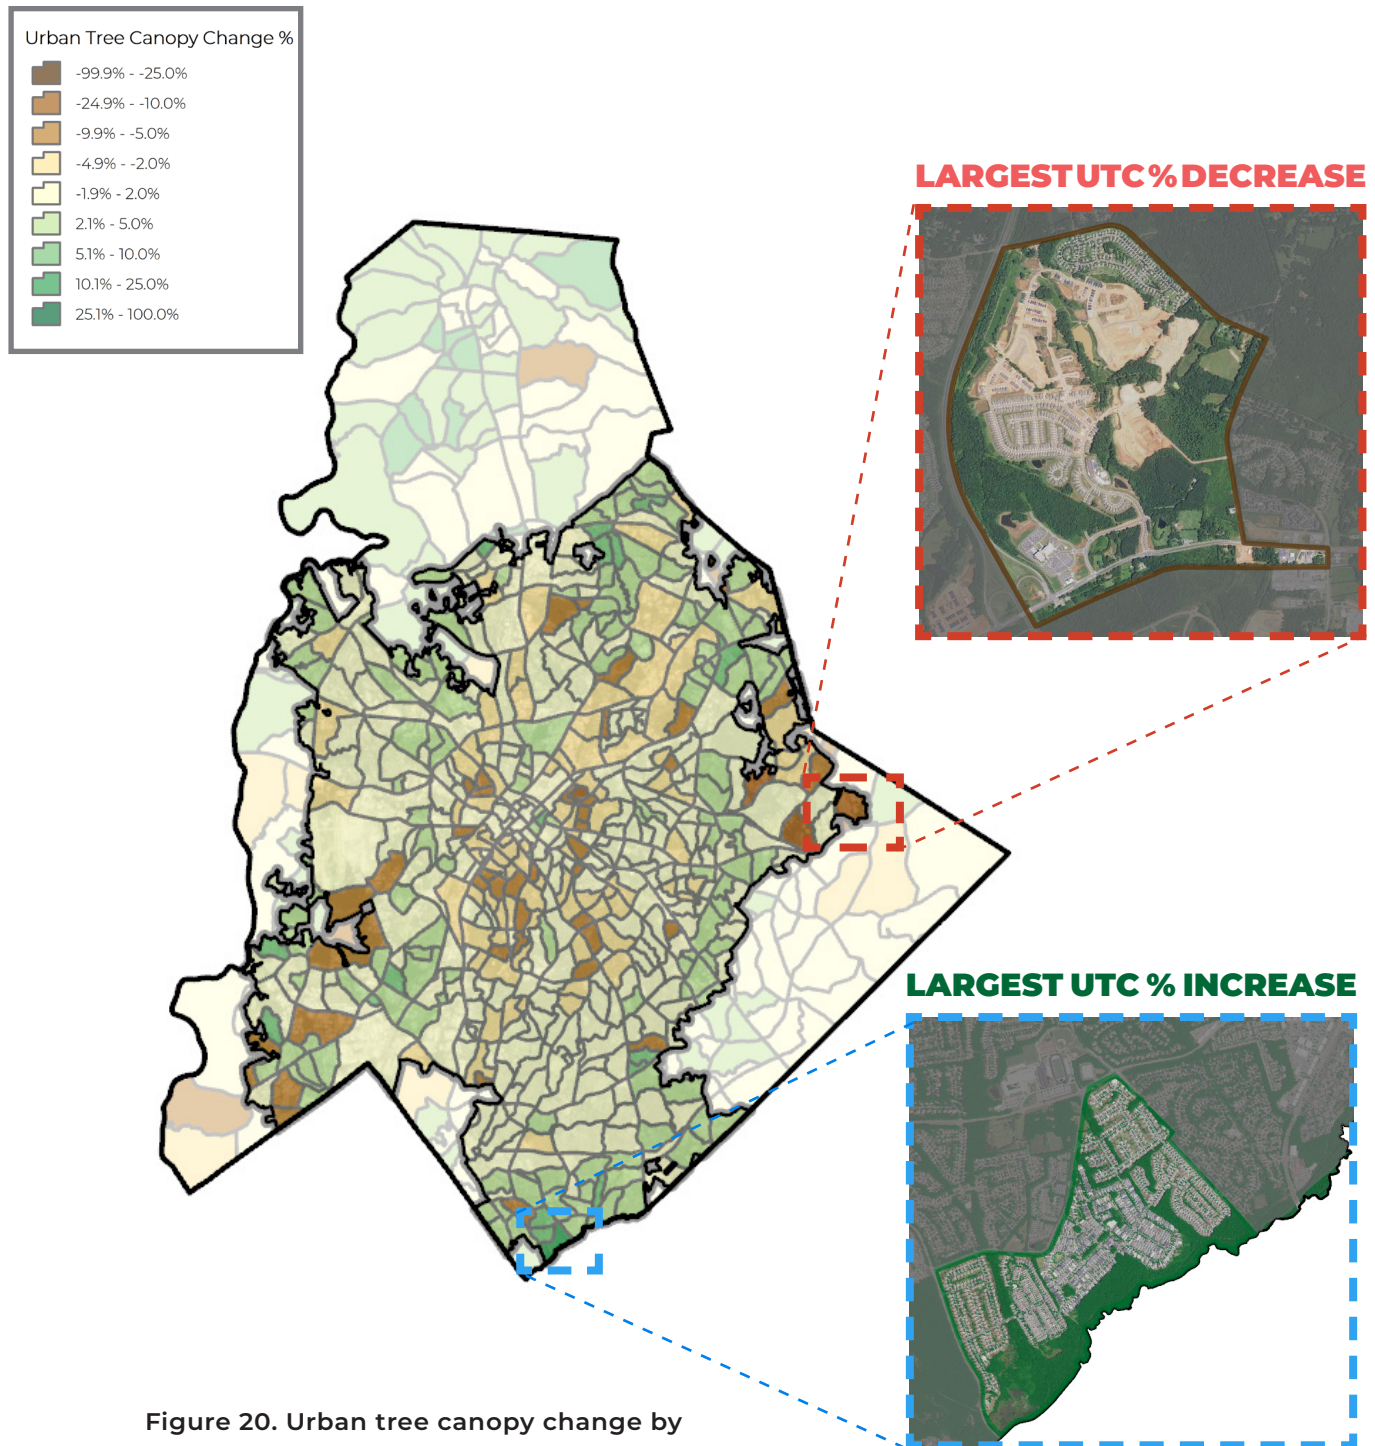 Urban Tree Canopy Change %
-99.9% - -25.0%
-24.9% - -10.0%
-9.9% - -5.0%
-4.9% - -2.0%
-1.9% - 2.0%
2.1% - 5.0%
5.1% - 10.0%
10.1% - 25.0%
25.1% - 100.0%
LARGEST UTC % DECREASE
LARGEST UTC % INCREASE
Figure 20. Urban tree canopy change by